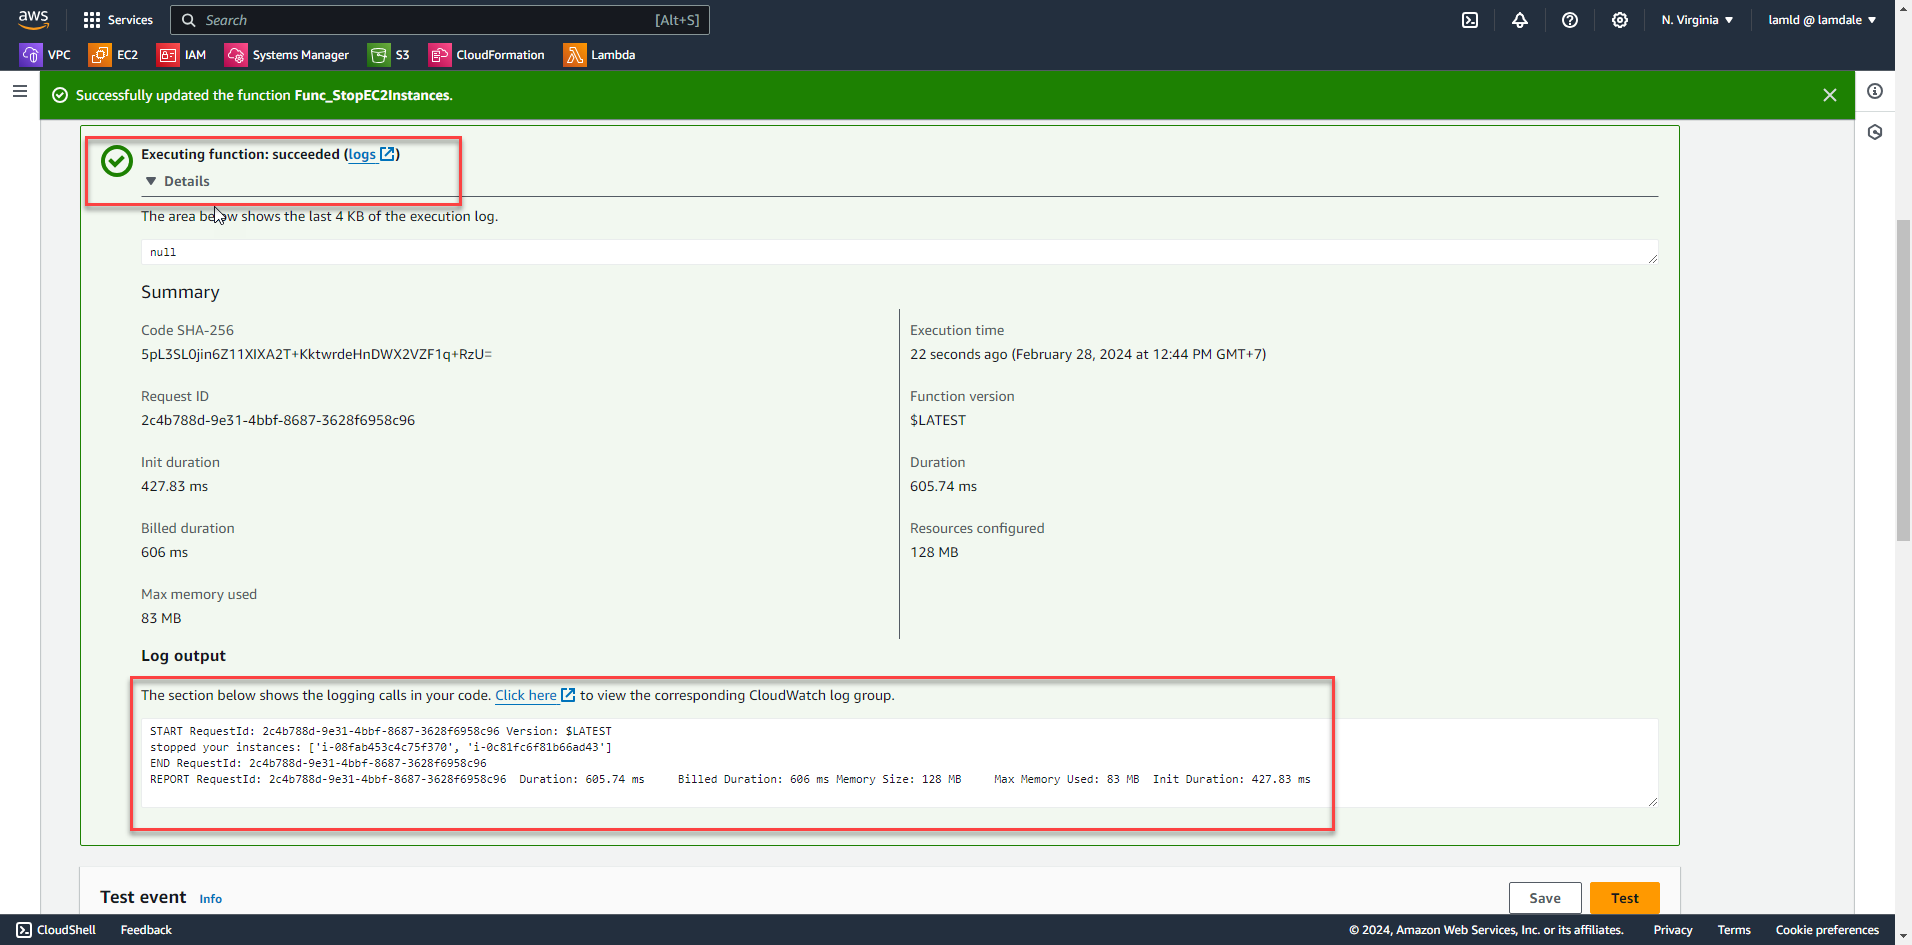 aws
Services
Search
[Alt+S]
N. Virginia
lamld @ lamdale
VPC
EC2
IAM
Systems Manager
S3
CloudFormation
Lambda
Successfully updated the function Func_StopEC2Instances.
Executing function: succeeded (logs)
Details
The area below shows the last 4 KB of the execution log.
null
Summary
Code SHA-256
5pL3SL0jin6Z11XIXA2T+KktwrdeHnDWX2VZF1q+RzU=
Execution time
22 seconds ago (February 28, 2024 at 12:44 PM GMT+7)
Request ID
2c4b788d-9e31-4bbf-8687-3628f6958c96
Function version
$LATEST
Init duration
427.83 ms
Duration
605.74 ms
Billed duration
606 ms
Resources configured
128 MB
Max memory used
83 MB
Log output
The section below shows the logging calls in your code. Click here to view the corresponding CloudWatch log group.
START RequestId: 2c4b788d-9e31-4bbf-8687-3628f6958c96 Version: $LATEST
stopped your instances: ['i-08fab453c4c75f370', 'i-0c81fc6f81b66ad43']
END RequestId: 2c4b788d-9e31-4bbf-8687-3628f6958c96
REPORT RequestId: 2c4b788d-9e31-4bbf-8687-3628f6958c96 Duration: 605.74 ms Billed Duration: 606 ms Memory Size: 128 MB Max Memory Used: 83 MB Init Duration: 427.83 ms
Test event Info
Save
Test
CloudShell
Feedback
© 2024, Amazon Web Services, Inc. or its affiliates.
Privacy
Terms
Cookie preferences